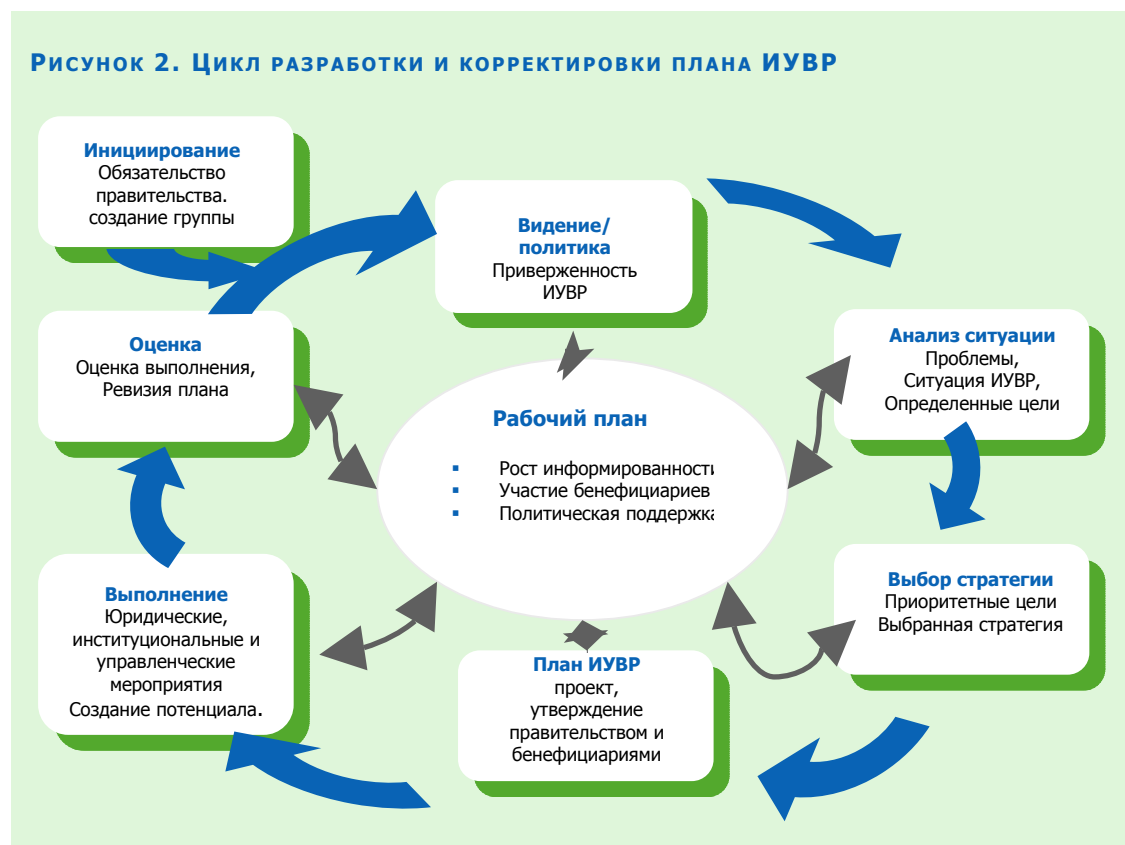 Рисунок 2. Цикл разработки и корректировки плана ИУВР
Инициирование
Обязательство
правительства.
создание группы
Видение/
политика
Приверженность
ИУВР
Оценка
Оценка выполнения,
Ревизия плана
Анализ ситуации
Проблемы,
Ситуация ИУВР,
Определенные цели
Рабочий план
▪ Рост информированности
▪ Участие бенефициариев
▪ Политическая поддержка
Выполнение
Юридические,
институциональные и
управленческие
мероприятия
Создание потенциала.
Выбор стратегии
Приоритетные цели
Выбранная стратегия
План ИУВР
проект,
утверждение
правительством и
бенефициариями